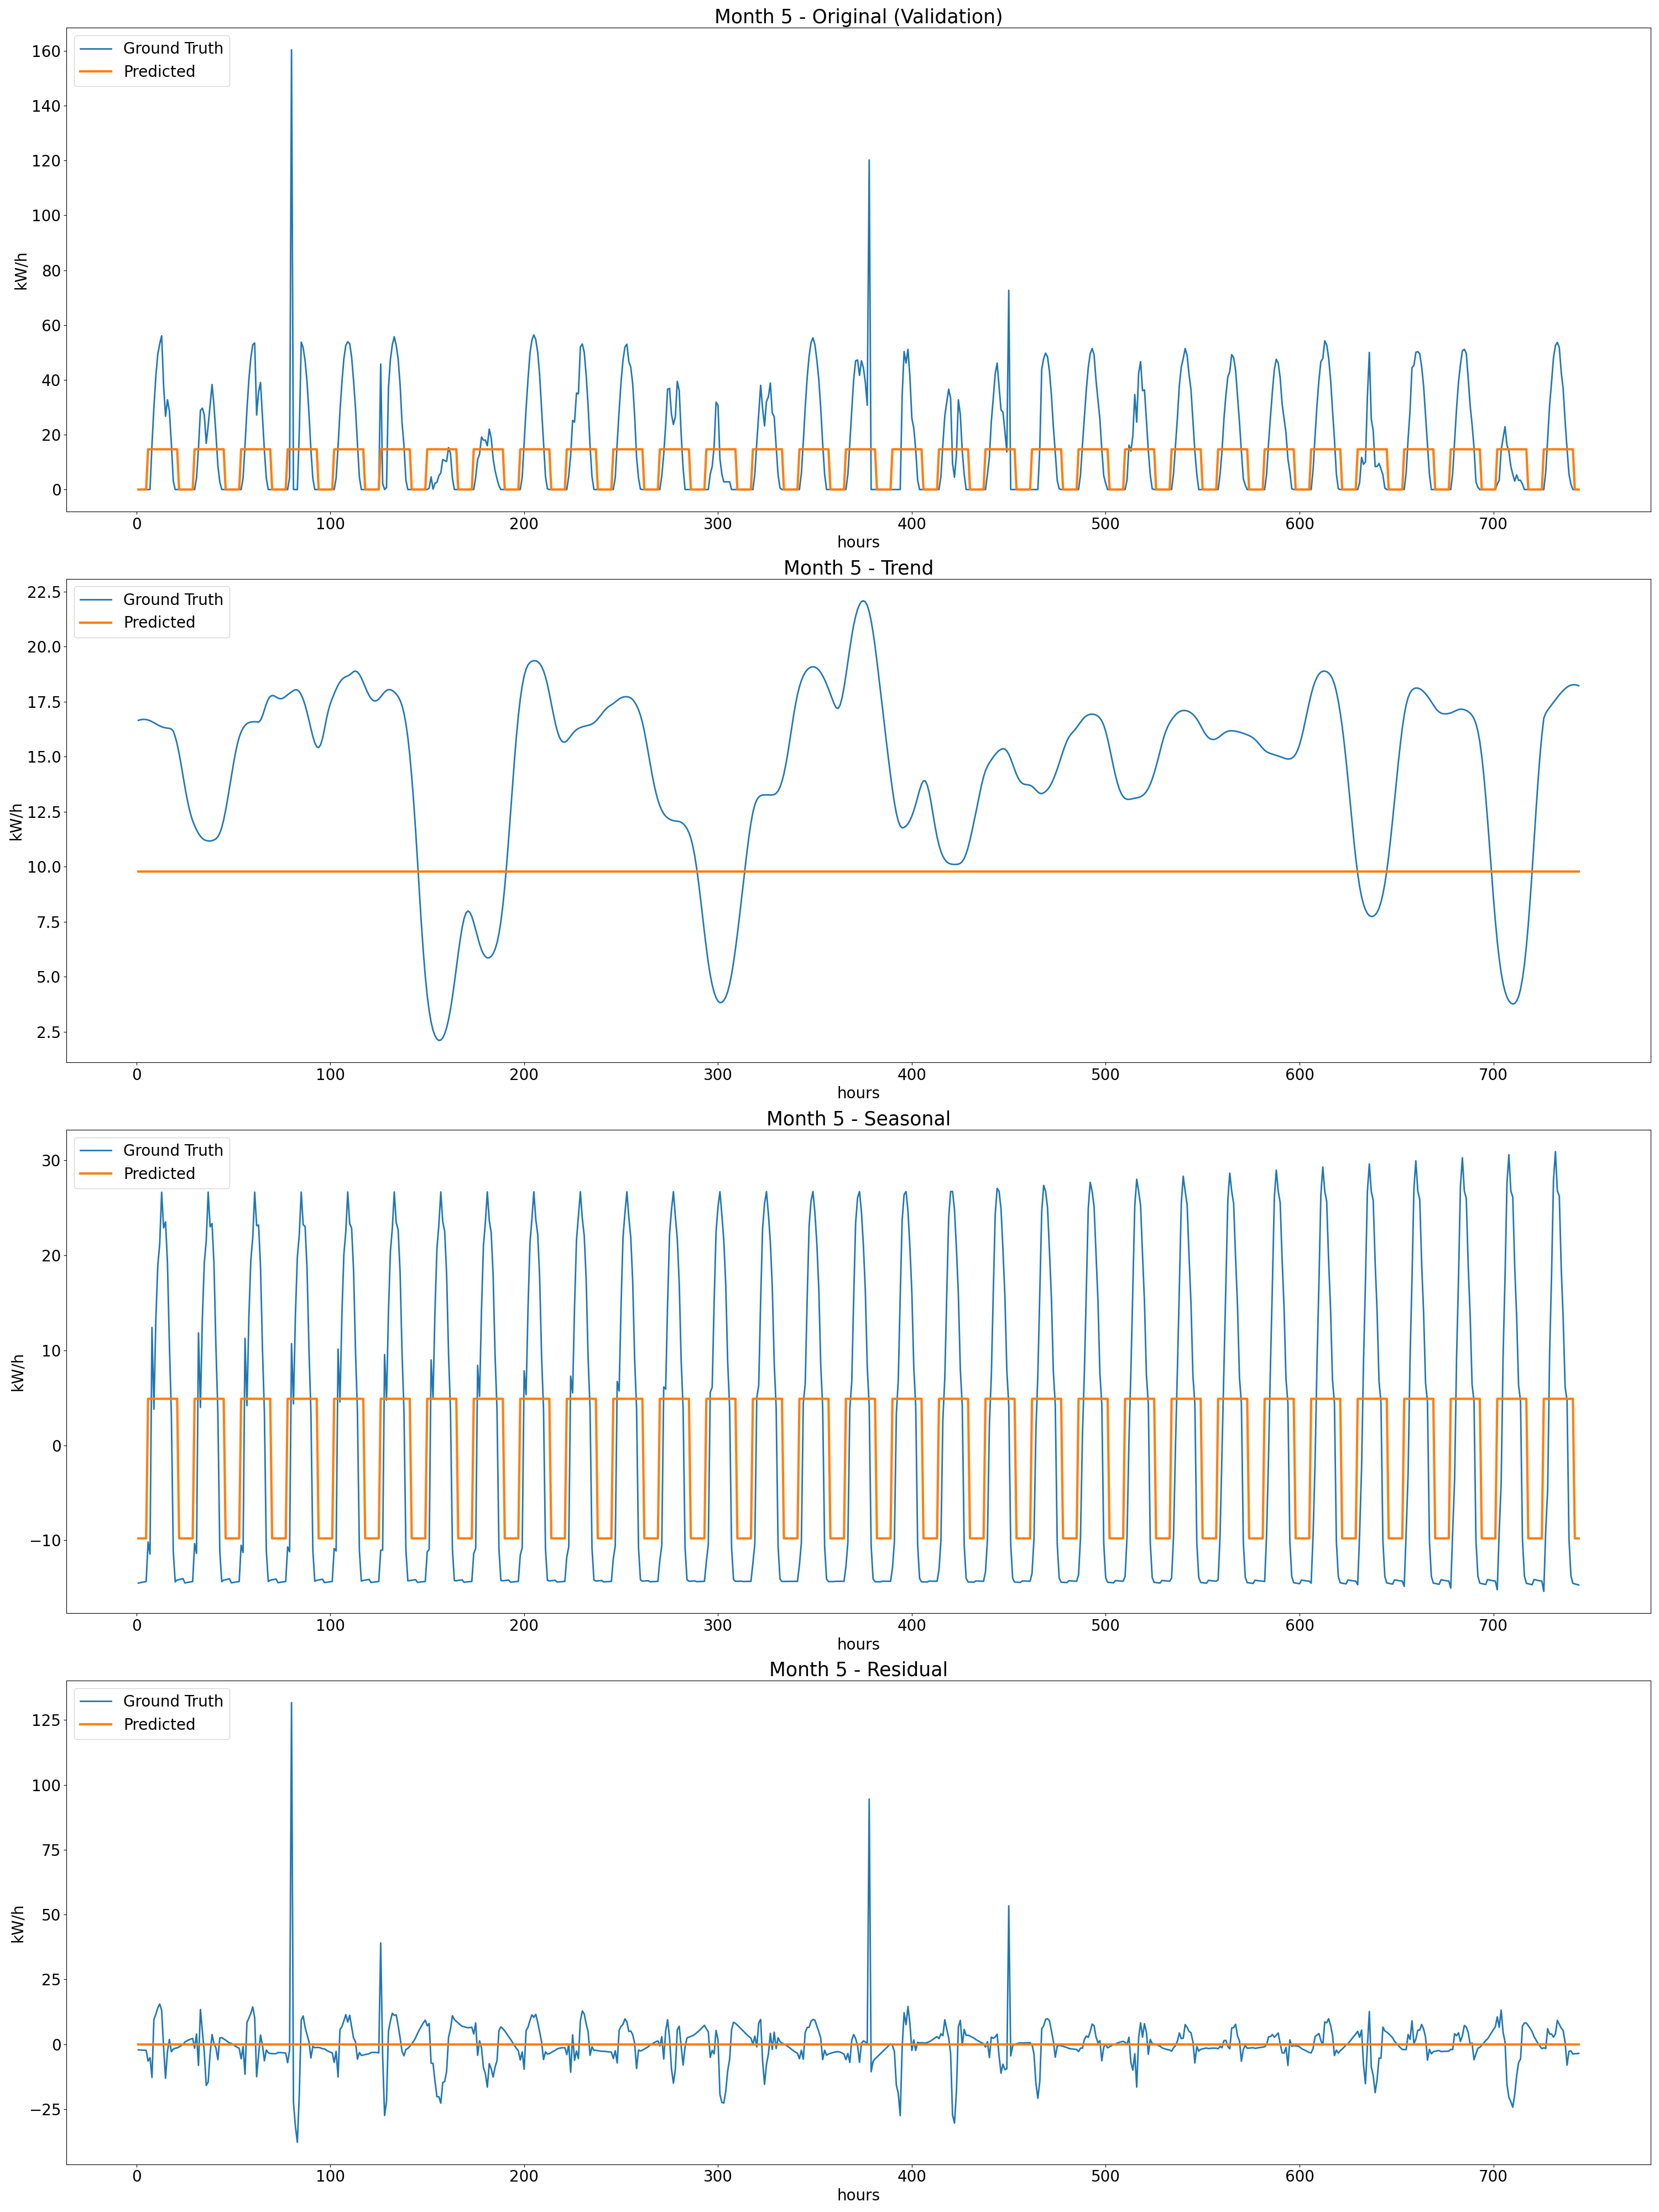 Month 5 - Original (Validation)
Ground Truth
Predicted
160
140
120
100
80
60
40
20
0
kW/h
0 100 200 300 400 500 600 700
hours
Month 5 - Trend
Ground Truth
Predicted
22.5
20.0
17.5
15.0
12.5
10.0
7.5
5.0
2.5
kW/h
0 100 200 300 400 500 600 700
hours
Month 5 - Seasonal
Ground Truth
Predicted
30
20
10
0
−10
kW/h
0 100 200 300 400 500 600 700
hours
Month 5 - Residual
Ground Truth
Predicted
125
100
75
50
25
0
−25
kW/h
0 100 200 300 400 500 600 700
hours